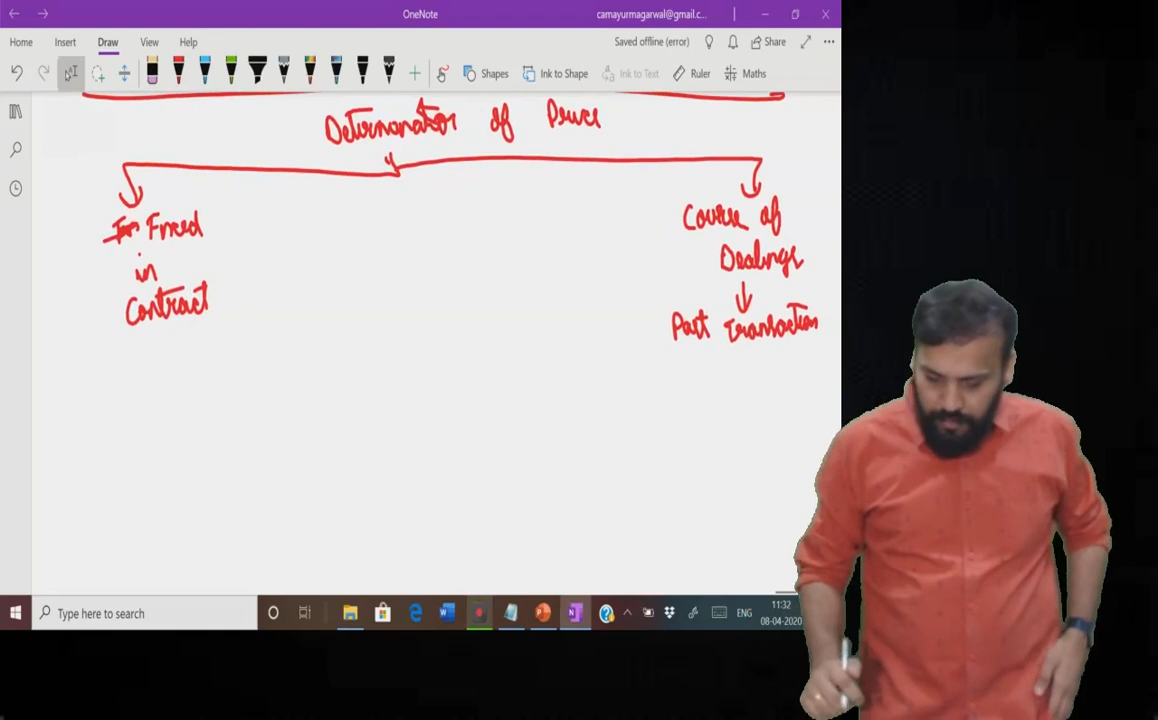 OneNote
camayurmagarwal@gmail.c...
Home Insert Draw View Help
Saved offline (error)
Share
Shapes
Ink to Shape
Ink to Text
Ruler
Maths
Determination of Price
Fixed
in
Contract
Course of
Dealings
Past Transaction
Type here to search
ENG
11:32
08-04-2020